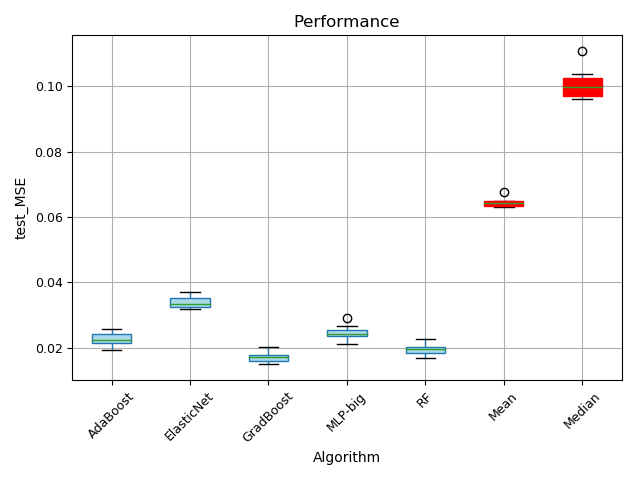 Performance
test_MSE
0.10
0.08
0.06
0.04
0.02
AdaBoost
ElasticNet
GradBoost
MLP-big
RF
Mean
Median
Algorithm